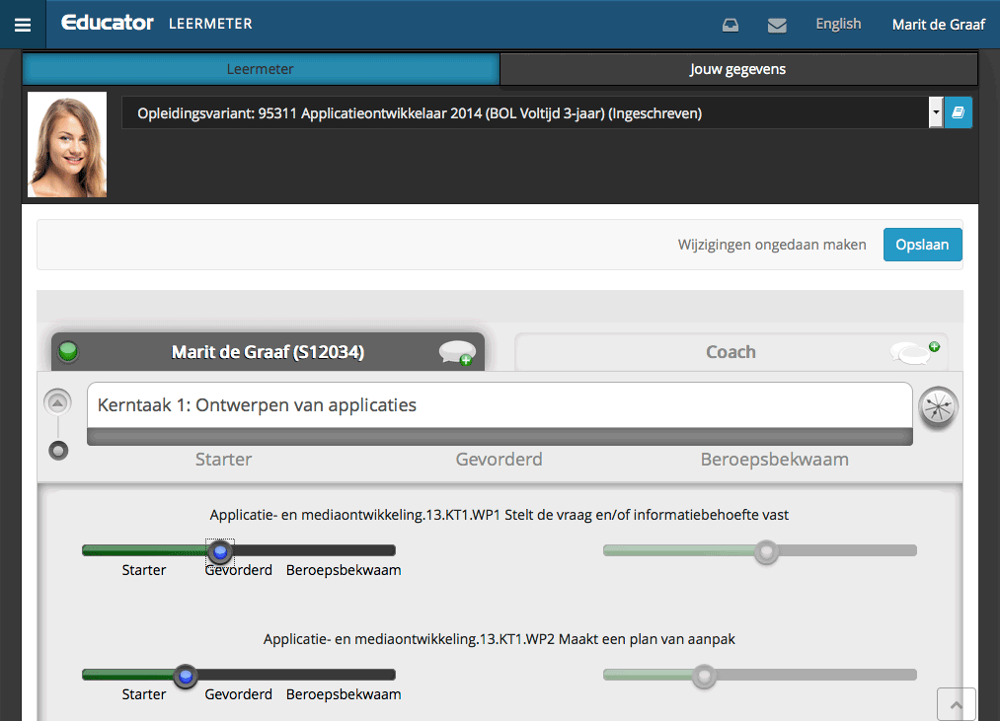 Educator LEERMETER English Marit de Graaf
Leermeter Jouw gegevens
Opleidingsvariant: 95311 Applicatieontwikkelaar 2014 (BOL Voltijd 3-jaar) (Ingeschreven)
Wijzigingen ongedaan maken Opslaan
Marit de Graaf (S12034) Coach
Kerntaak 1: Ontwerpen van applicaties
Starter Gevorderd Beroepsbekwaam
Applicatie- en mediaontwikkeling.13.KT1.WP1 Stelt de vraag en/of informatiebehoefte vast
Starter Gevorderd Beroepsbekwaam
Applicatie- en mediaontwikkeling.13.KT1.WP2 Maakt een plan van aanpak
Starter Gevorderd Beroepsbekwaam